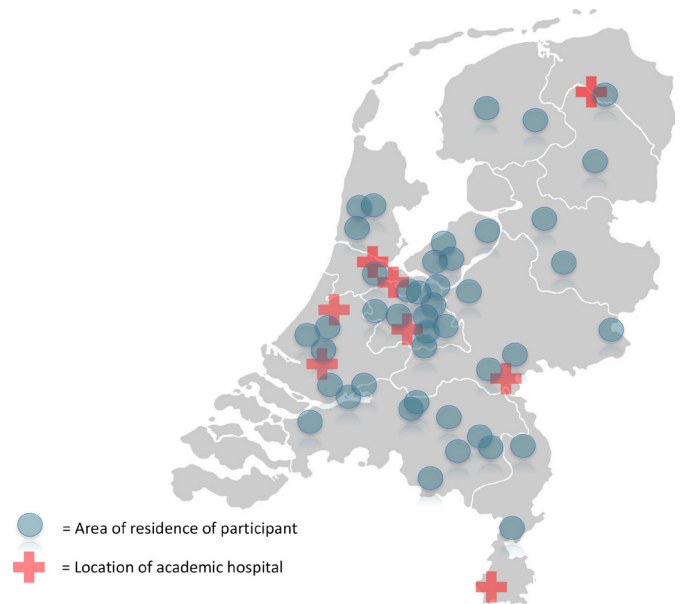 = Area of residence of participant
= Location of academic hospital